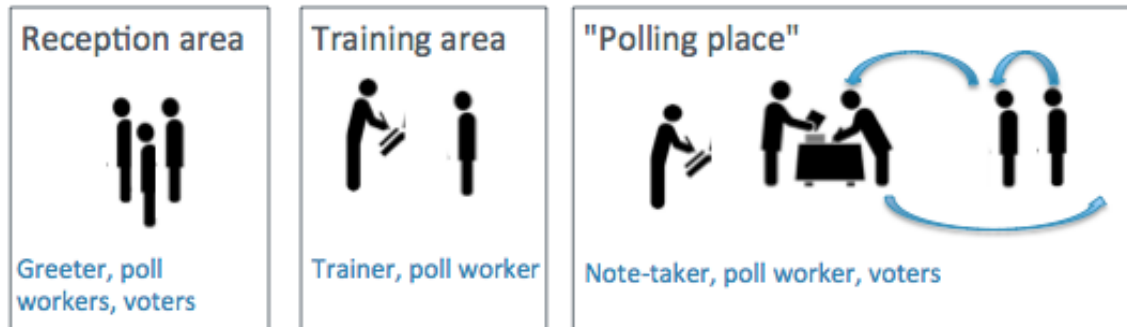 Reception area
Greeter, poll
workers, voters
Training area
Trainer, poll worker
"Polling place"
Note-taker, poll worker, voters